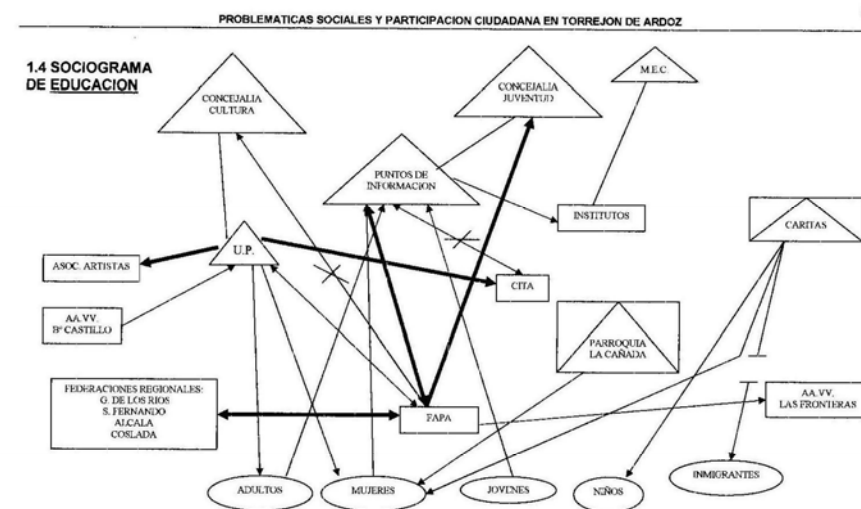 PROBLEMATICAS SOCIALES Y PARTICIPACION CIUDADANA EN TORREJON DE ARDOZ
1.4 SOCIOGRAMA
DE EDUCACION
CONCEJALIA
CULTURA
CONCEJALIA
JUVENTUD
M.E.C.
PUNTOS DE
INFORMACION
INSTITUTOS
CARITAS
U.P.
ASOC. ARTISTAS
CITA
AA.VV.
Bº CASTILLO
PARROQUIA
LA CAÑADA
FEDERACIONES REGIONALES:
G. DE LOS RIOS
S. FERNANDO
ALCALA
COSLADA
FAPA
AA.VV.
LAS FRONTERAS
ADULTOS
MUJERES
JOVENES
NIÑOS
INMIGRANTES